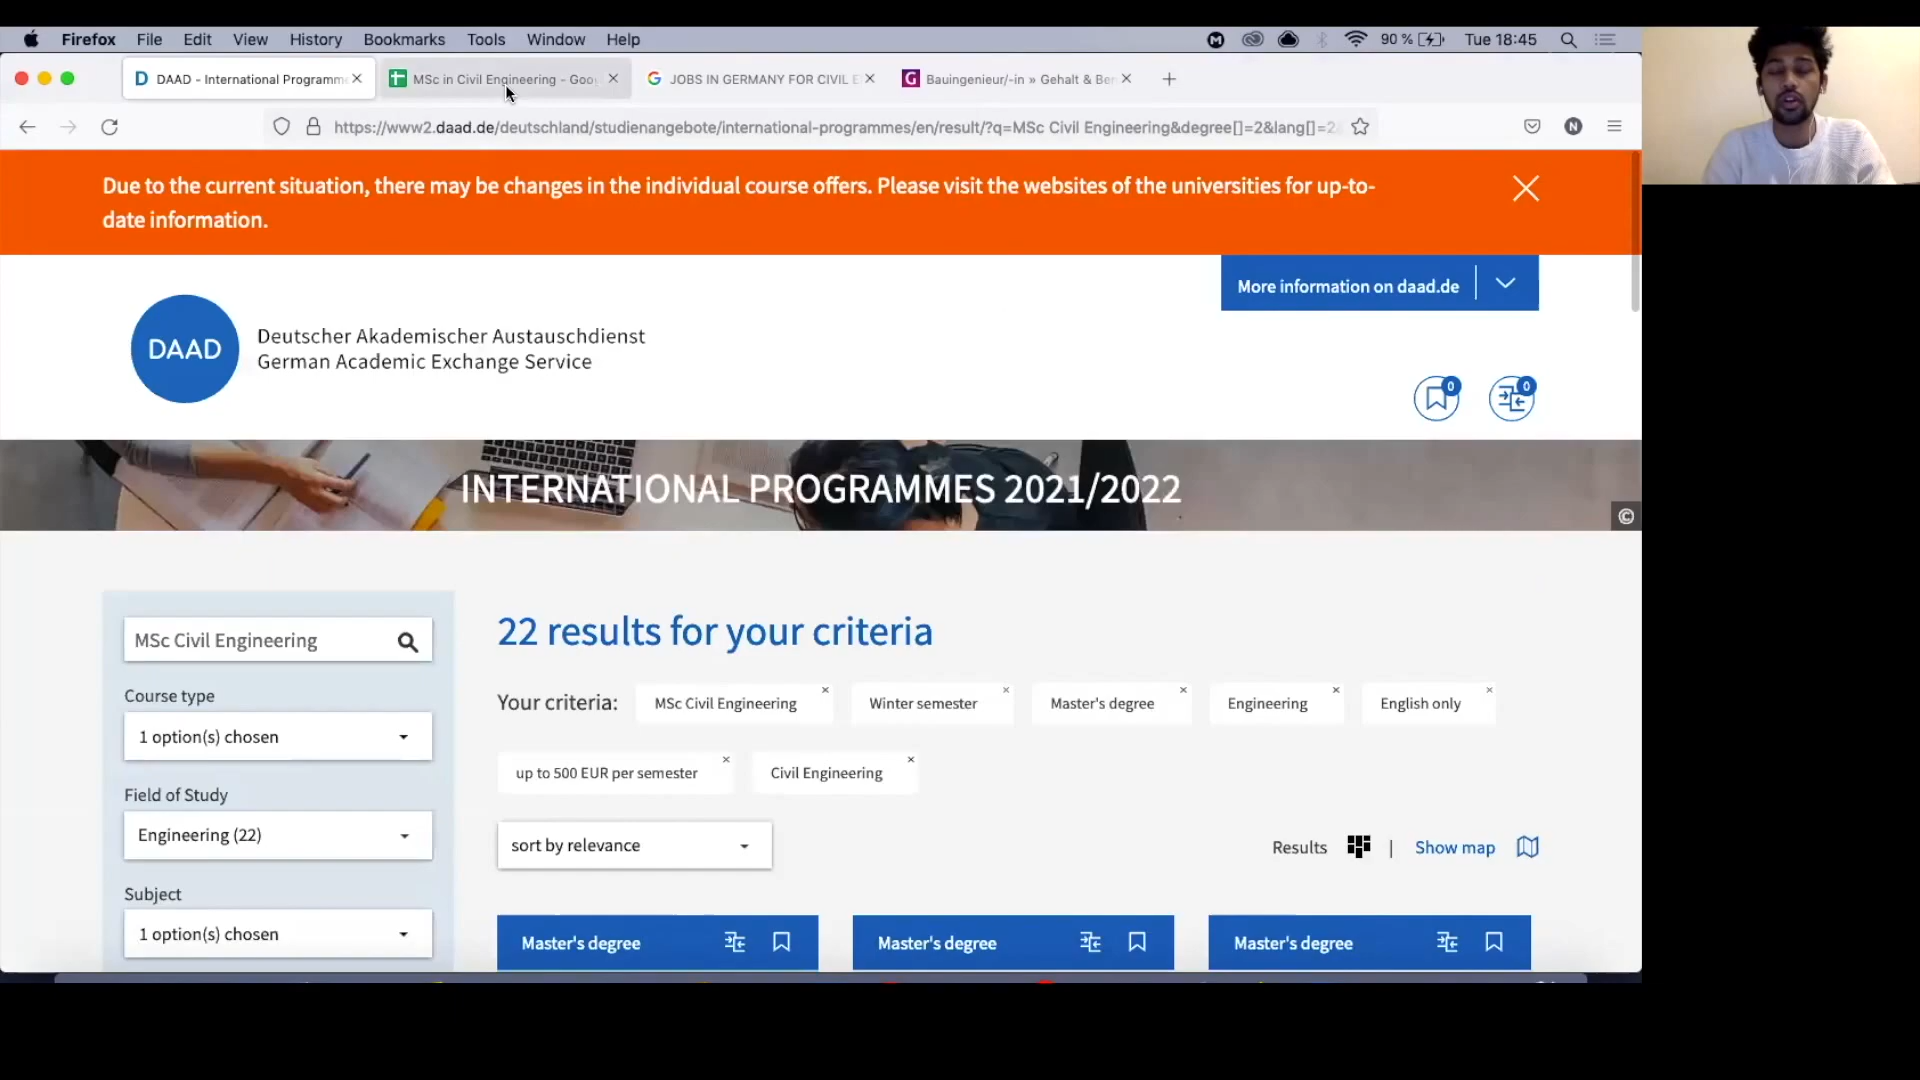 Firefox File Edit View History Bookmarks Tools Window Help 90 % Tue 18:45
DAAD - International Programm
MSc in Civil Engineering - Goo
JOBS IN GERMANY FOR CIVIL E
Bauingenieur/-in » Gehalt & Be
https://www2.daad.de/deutschland/studienangebote/international-programmes/en/result/?q=MSc Civil Engineering&degree[]=2&lang[]=2
N
Due to the current situation, there may be changes in the individual course offers. Please visit the websites of the universities for up-to-
date information.
More information on daad.de
DAAD
Deutscher Akademischer Austauschdienst
German Academic Exchange Service
0
0
INTERNATIONAL PROGRAMMES 2021/2022
©
MSc Civil Engineering
Course type
1 option(s) chosen
Field of Study
Engineering (22)
Subject
1 option(s) chosen
22 results for your criteria
Your criteria: MSc Civil Engineering Winter semester Master's degree Engineering English only
up to 500 EUR per semester Civil Engineering
sort by relevance
Results | Show map
Master's degree Master's degree Master's degree